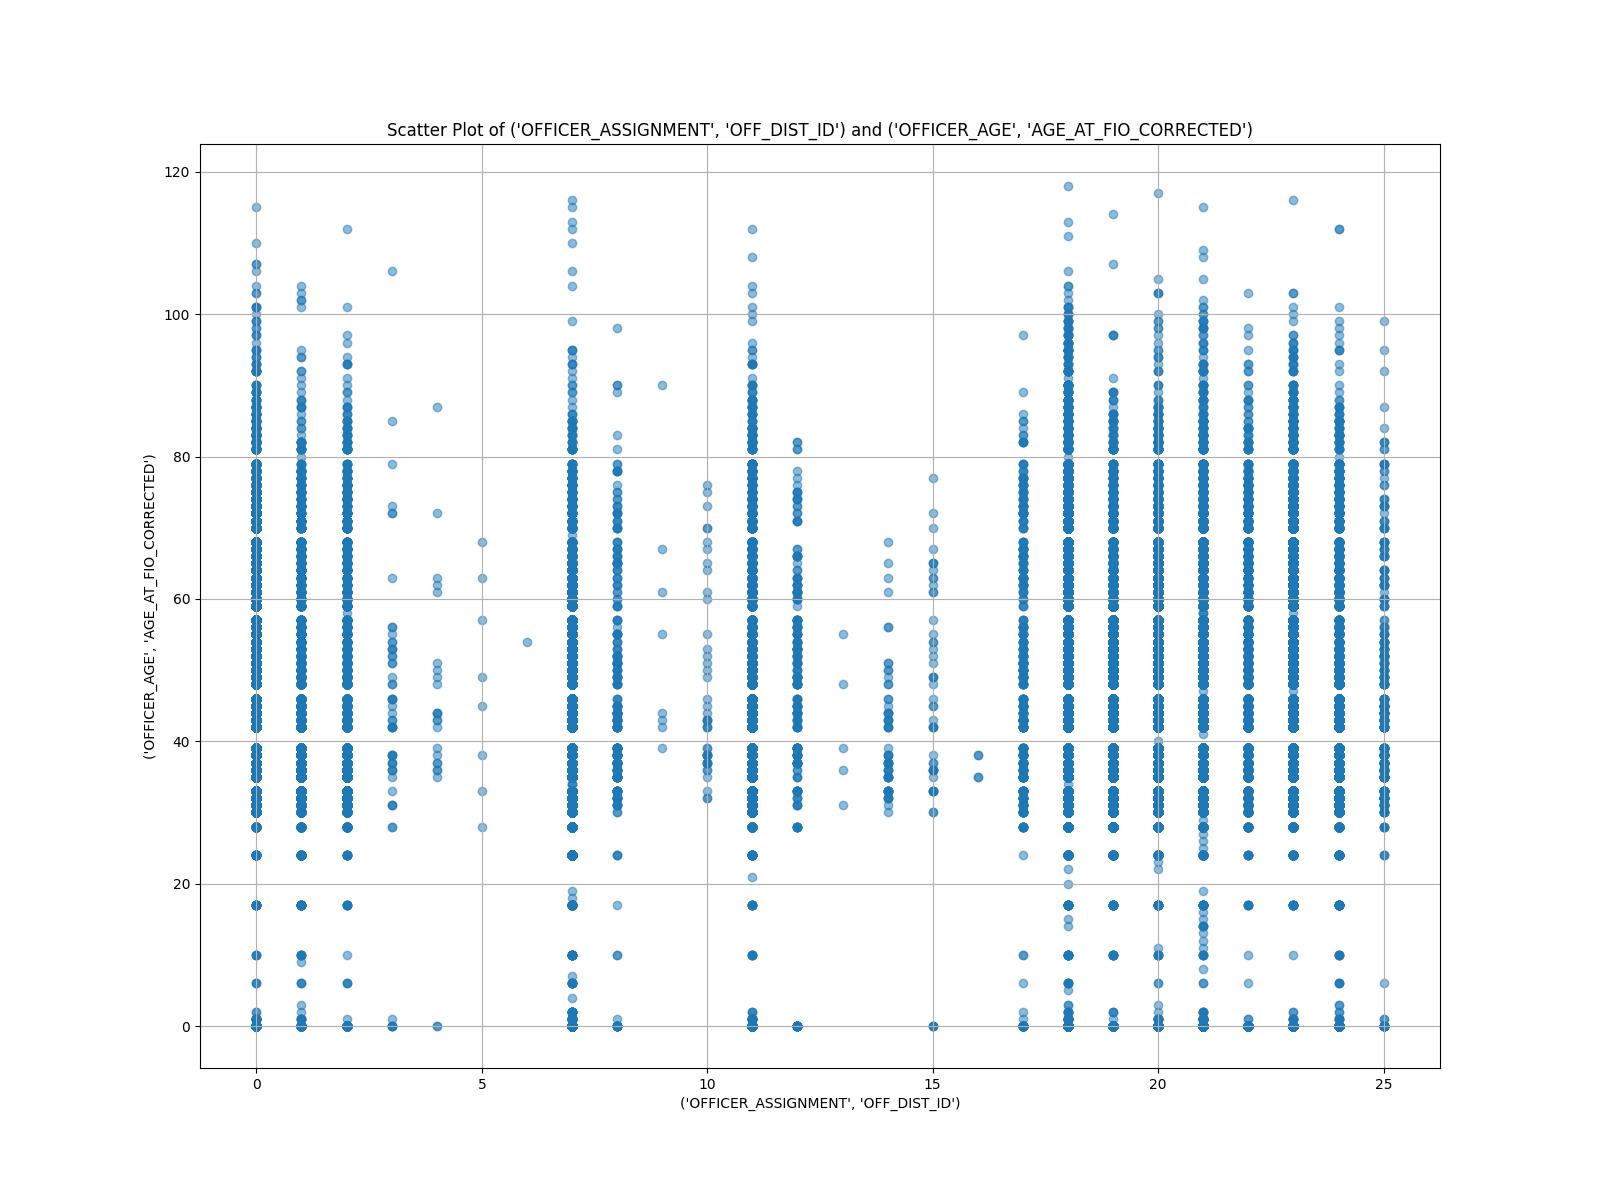 Scatter Plot of ('OFFICER_ASSIGNMENT', 'OFF_DIST_ID') and ('OFFICER_AGE', 'AGE_AT_FIO_CORRECTED')
('OFFICER_AGE', 'AGE_AT_FIO_CORRECTED')
120
100
80
60
40
20
0
0 5 10 15 20 25
('OFFICER_ASSIGNMENT', 'OFF_DIST_ID')